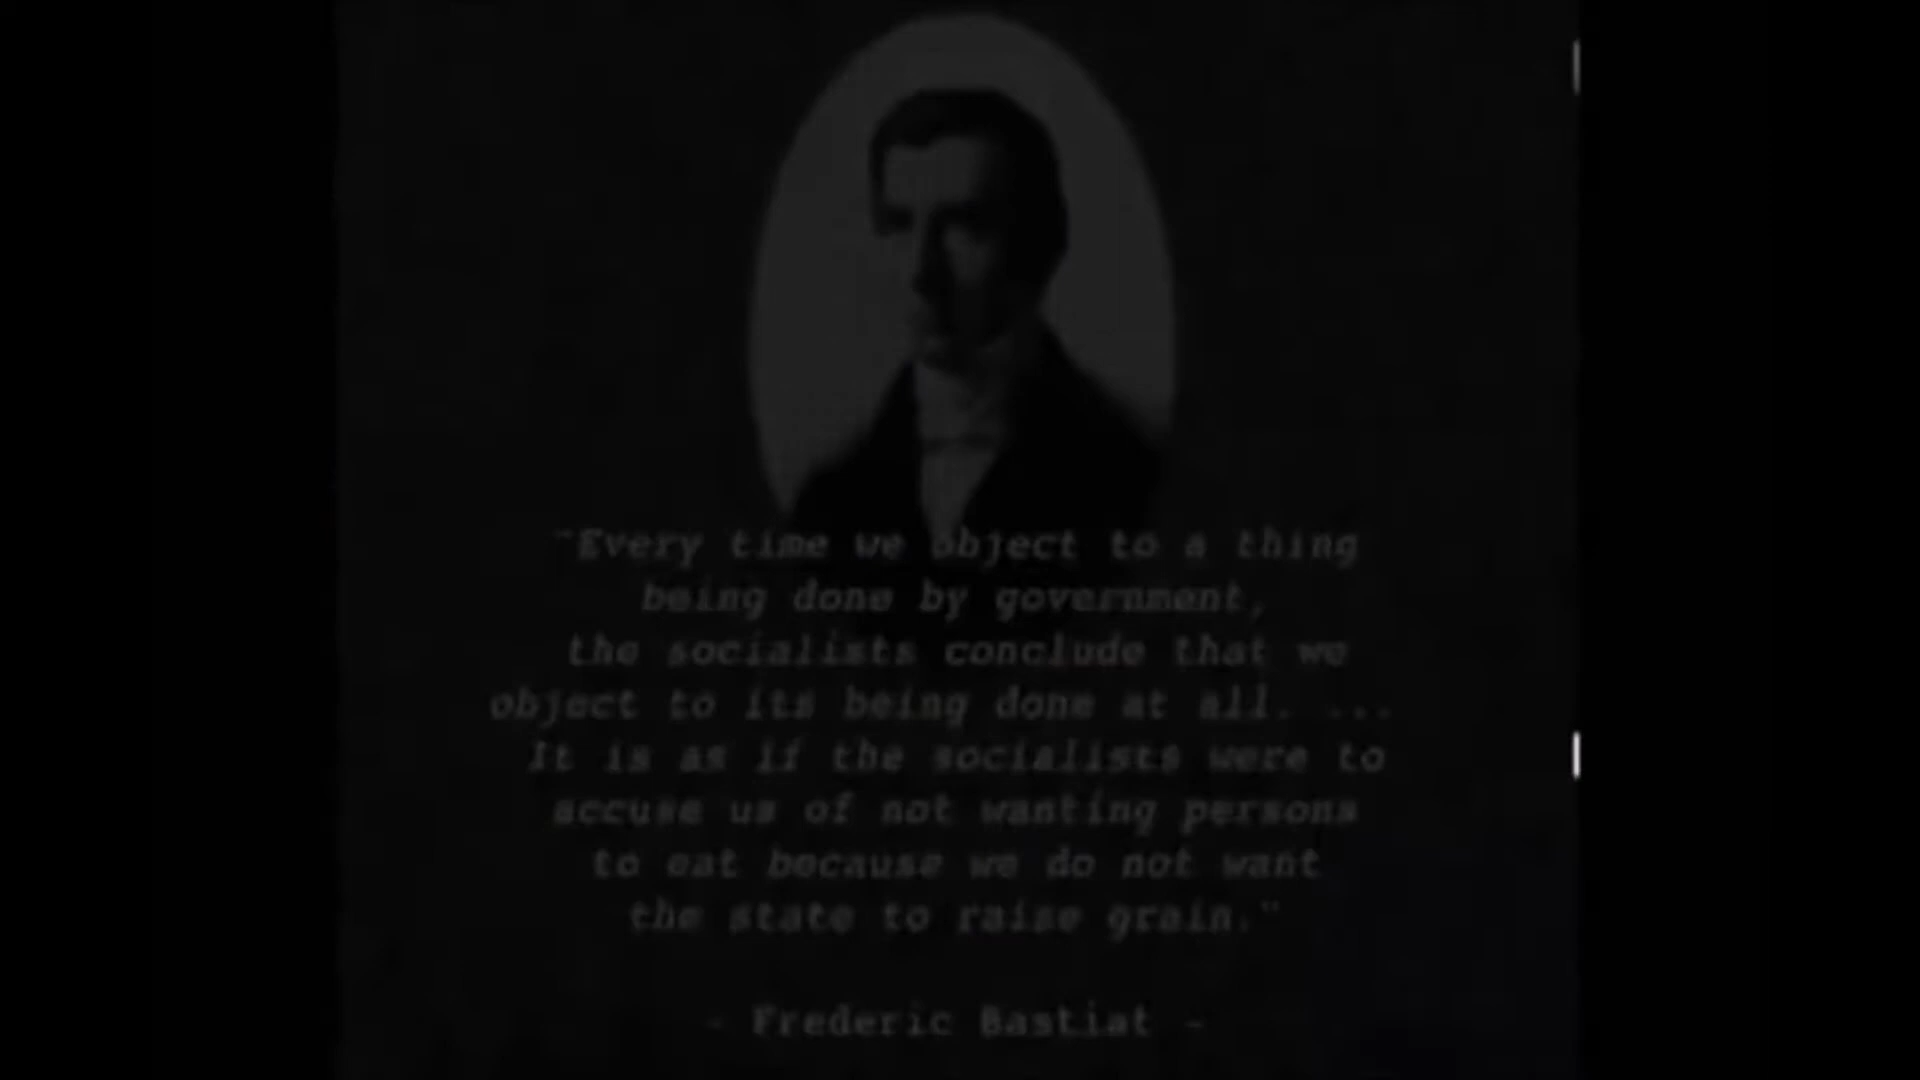 "Every time we object to a thing
being done by government,
the socialists conclude that we
object to its being done at all. ...
It is as if the socialists were to
accuse us of not wanting persons
to eat because we do not want
the state to raise grain."
- Frederic Bastiat -